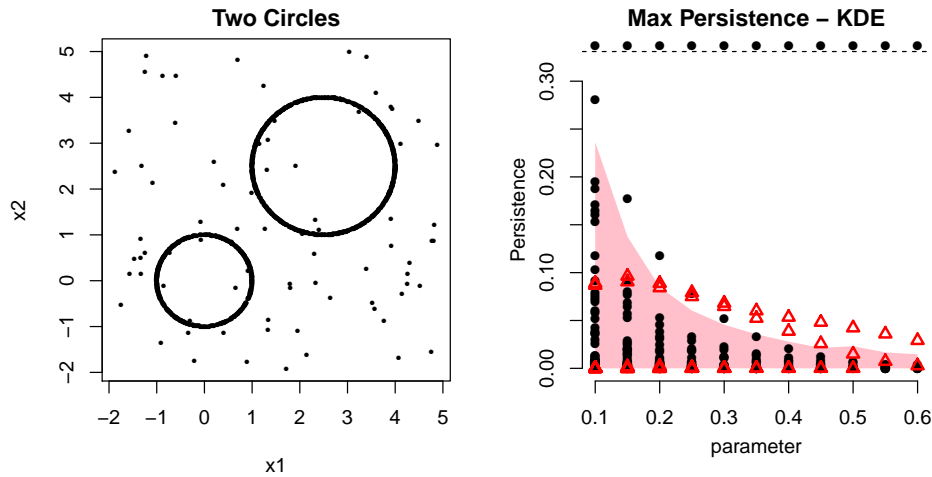 Two Circles
x2
5
4
3
2
1
0
−1
−2
−2 −1 0 1 2 3 4 5
x1
Max Persistence − KDE
Persistence
0.30
0.20
0.10
0.00
0.1 0.2 0.3 0.4 0.5 0.6
parameter